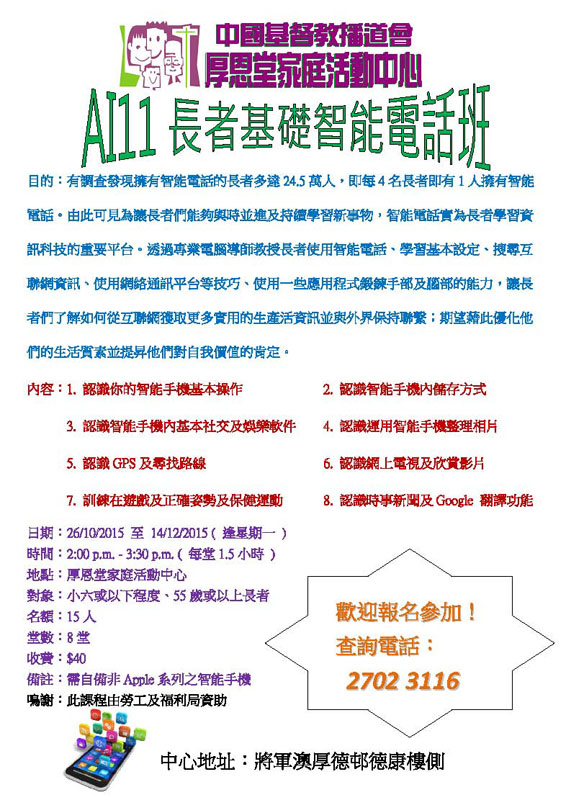 中國基督教播道會
厚恩堂家庭活動中心
AI11 長者基礎智能電話班
目的：有調查發現擁有智能電話的長者多達 24.5 萬人，即每 4 名長者即有 1 人擁有智能
電話。由此可見為讓長者們能夠與時並進及持續學習新事物，智能電話實為長者學習資
訊科技的重要平台。透過專業電腦導師教授長者使用智能電話、學習基本設定、搜尋互
聯網資訊、使用網絡通訊平台等技巧、使用一些應用程式鍛鍊手部及腦部的能力，讓長
者們了解如何從互聯網獲取更多實用的生產活資訊並與外界保持聯繫；期望藉此優化他
們的生活質素並提昇他們對自我價值的肯定。
內容：1. 認識你的智能手機基本操作 2. 認識智能手機內儲存方式
3. 認識智能手機內基本社交及娛樂軟件 4. 認識運用智能手機整理相片
5. 認識 GPS 及尋找路線 6. 認識網上電視及欣賞影片
7. 訓練在遊戲及正確姿勢及保健運動 8. 認識時事新聞及 Google 翻譯功能
日期：26/10/2015 至 14/12/2015 ( 逢星期一 )
時間：2:00 p.m. - 3:30 p.m. ( 每堂 1.5 小時 )
地點：厚恩堂家庭活動中心
對象：小六或以下程度、55 歲或以上長者
名額：15 人
堂數：8 堂
收費：$40
備註：需自備非 Apple 系列之智能手機
鳴謝：此課程由勞工及福利局資助
歡迎報名參加！
查詢電話：
2702 3116
中心地址：將軍澳厚德邨德康樓側